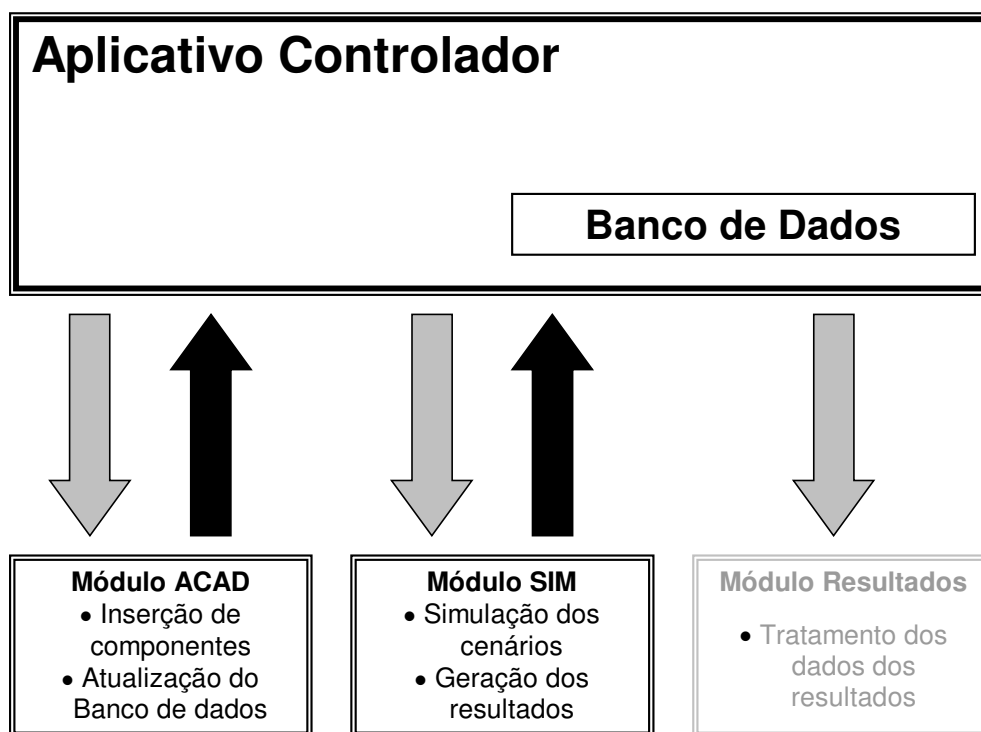 Aplicativo Controlador
Banco de Dados
Módulo ACAD
• Inserção de
componentes
• Atualização do
Banco de dados
Módulo SIM
• Simulação dos
cenários
• Geração dos
resultados
Módulo Resultados
• Tratamento dos
dados dos
resultados